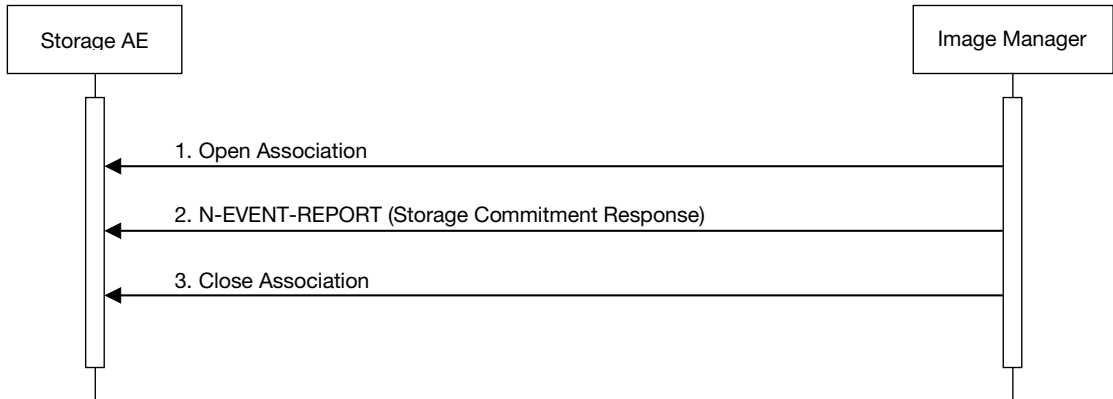 Storage AE
Image Manager
1. Open Association
2. N-EVENT-REPORT (Storage Commitment Response)
3. Close Association